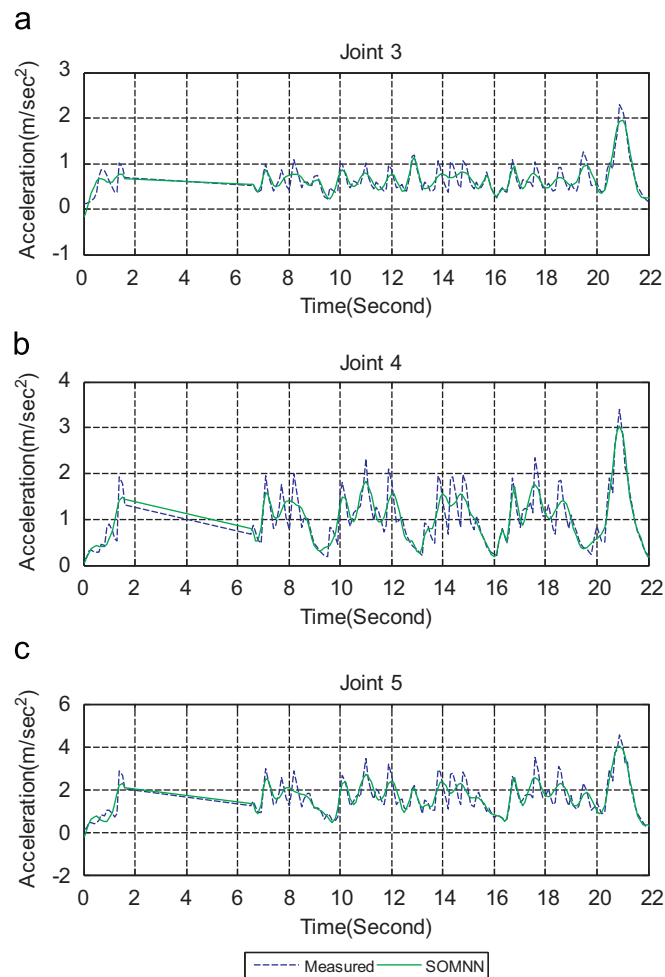 a
Joint 3
Acceleration(m/sec²)
3
2
1
0
-1
0 2 4 6 8 10 12 14 16 18 20 22
Time(Second)
b
Joint 4
Acceleration(m/sec²)
4
3
2
1
0
0 2 4 6 8 10 12 14 16 18 20 22
Time(Second)
c
Joint 5
Acceleration(m/sec²)
6
4
2
0
-2
0 2 4 6 8 10 12 14 16 18 20 22
Time(Second)
Measured SOMNN